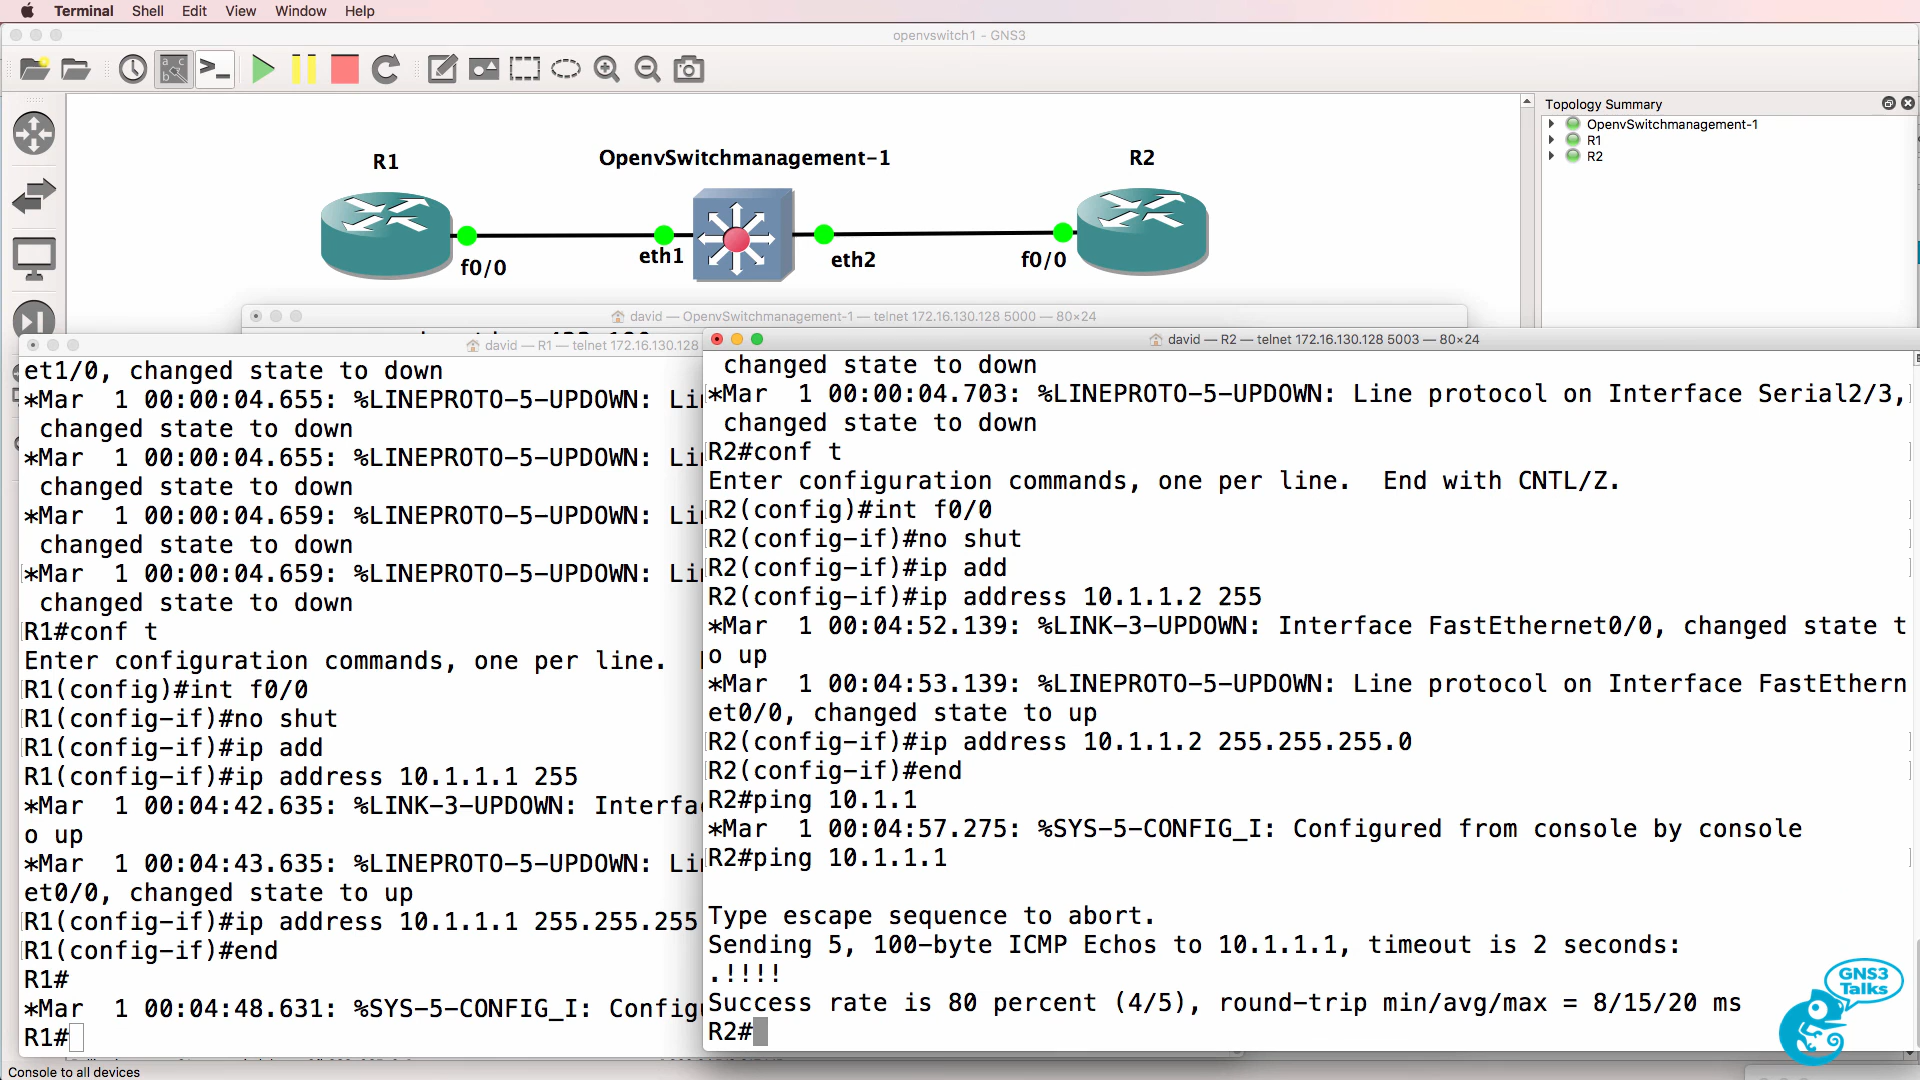 Terminal Shell Edit View Window Help
openvswitch1 - GNS3
Topology Summary
OpenvSwitchmanagement-1
R1
R2
R1
OpenvSwitchmanagement-1
R2
f0/0
eth1
eth2
f0/0
david — OpenvSwitchmanagement-1 — telnet 172.16.130.128 5000 — 80×24
david — R1 — telnet 172.16.130.128
et1/0, changed state to down
*Mar  1 00:00:04.655: %LINEPROTO-5-UPDOWN: Li
 changed state to down
*Mar  1 00:00:04.655: %LINEPROTO-5-UPDOWN: Li
 changed state to down
*Mar  1 00:00:04.659: %LINEPROTO-5-UPDOWN: Li
 changed state to down
*Mar  1 00:00:04.659: %LINEPROTO-5-UPDOWN: Li
 changed state to down
R1#conf t
Enter configuration commands, one per line.
R1(config)#int f0/0
R1(config-if)#no shut
R1(config-if)#ip add
R1(config-if)#ip address 10.1.1.1 255
*Mar  1 00:04:42.635: %LINK-3-UPDOWN: Interfa
o up
*Mar  1 00:04:43.635: %LINEPROTO-5-UPDOWN: Li
et0/0, changed state to up
R1(config-if)#ip address 10.1.1.1 255.255.255
R1(config-if)#end
R1#
*Mar  1 00:04:48.631: %SYS-5-CONFIG_I: Config
R1#
david — R2 — telnet 172.16.130.128 5003 — 80×24
 changed state to down
*Mar  1 00:00:04.703: %LINEPROTO-5-UPDOWN: Line protocol on Interface Serial2/3,
 changed state to down
R2#conf t
Enter configuration commands, one per line.  End with CNTL/Z.
R2(config)#int f0/0
R2(config-if)#no shut
R2(config-if)#ip add
R2(config-if)#ip address 10.1.1.2 255
*Mar  1 00:04:52.139: %LINK-3-UPDOWN: Interface FastEthernet0/0, changed state t
o up
*Mar  1 00:04:53.139: %LINEPROTO-5-UPDOWN: Line protocol on Interface FastEthern
et0/0, changed state to up
R2(config-if)#ip address 10.1.1.2 255.255.255.0
R2(config-if)#end
R2#ping 10.1.1
*Mar  1 00:04:57.275: %SYS-5-CONFIG_I: Configured from console by console
R2#ping 10.1.1.1
Type escape sequence to abort.
Sending 5, 100-byte ICMP Echos to 10.1.1.1, timeout is 2 seconds:
.!!!!
Success rate is 80 percent (4/5), round-trip min/avg/max = 8/15/20 ms
R2#
GNS3
Talks
Console to all devices